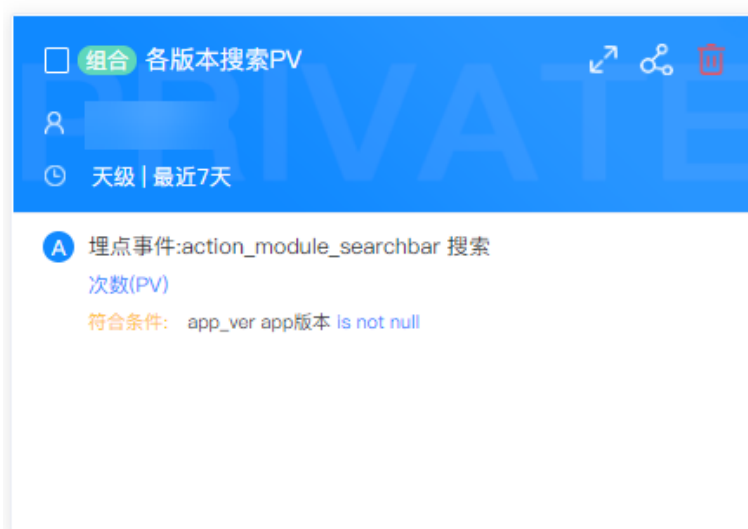 组合 各版本搜索PV
PRIVATE
天级 | 最近7天
A 埋点事件:action_module_searchbar 搜索
次数(PV)
符合条件: app_ver app版本 is not null